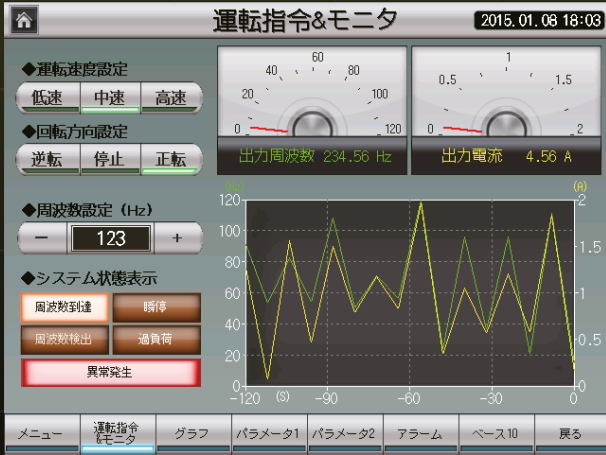 運転指令&モニタ
2015.01.08 18:03
◆運転速度設定
低速 中速 高速
◆回転方向設定
逆転 停止 正転
◆周波数設定 (Hz)
− 123 +
◆システム状態表示
周波数到達 瞬停
周波数検出 過負荷
異常発生
0 20 40 60 80 100 120
出力周波数 234.56 Hz
0 0.5 1 1.5 2
出力電流 4.56 A
(Hz) (A)
120 2
100
1.5
80
60 1
40
0.5
20
0 0
-120 (S) -90 -60 -30 0
メニュー 運転指令 グラフ パラメータ1 パラメータ2 アラーム ベース10 戻る
&モニタ